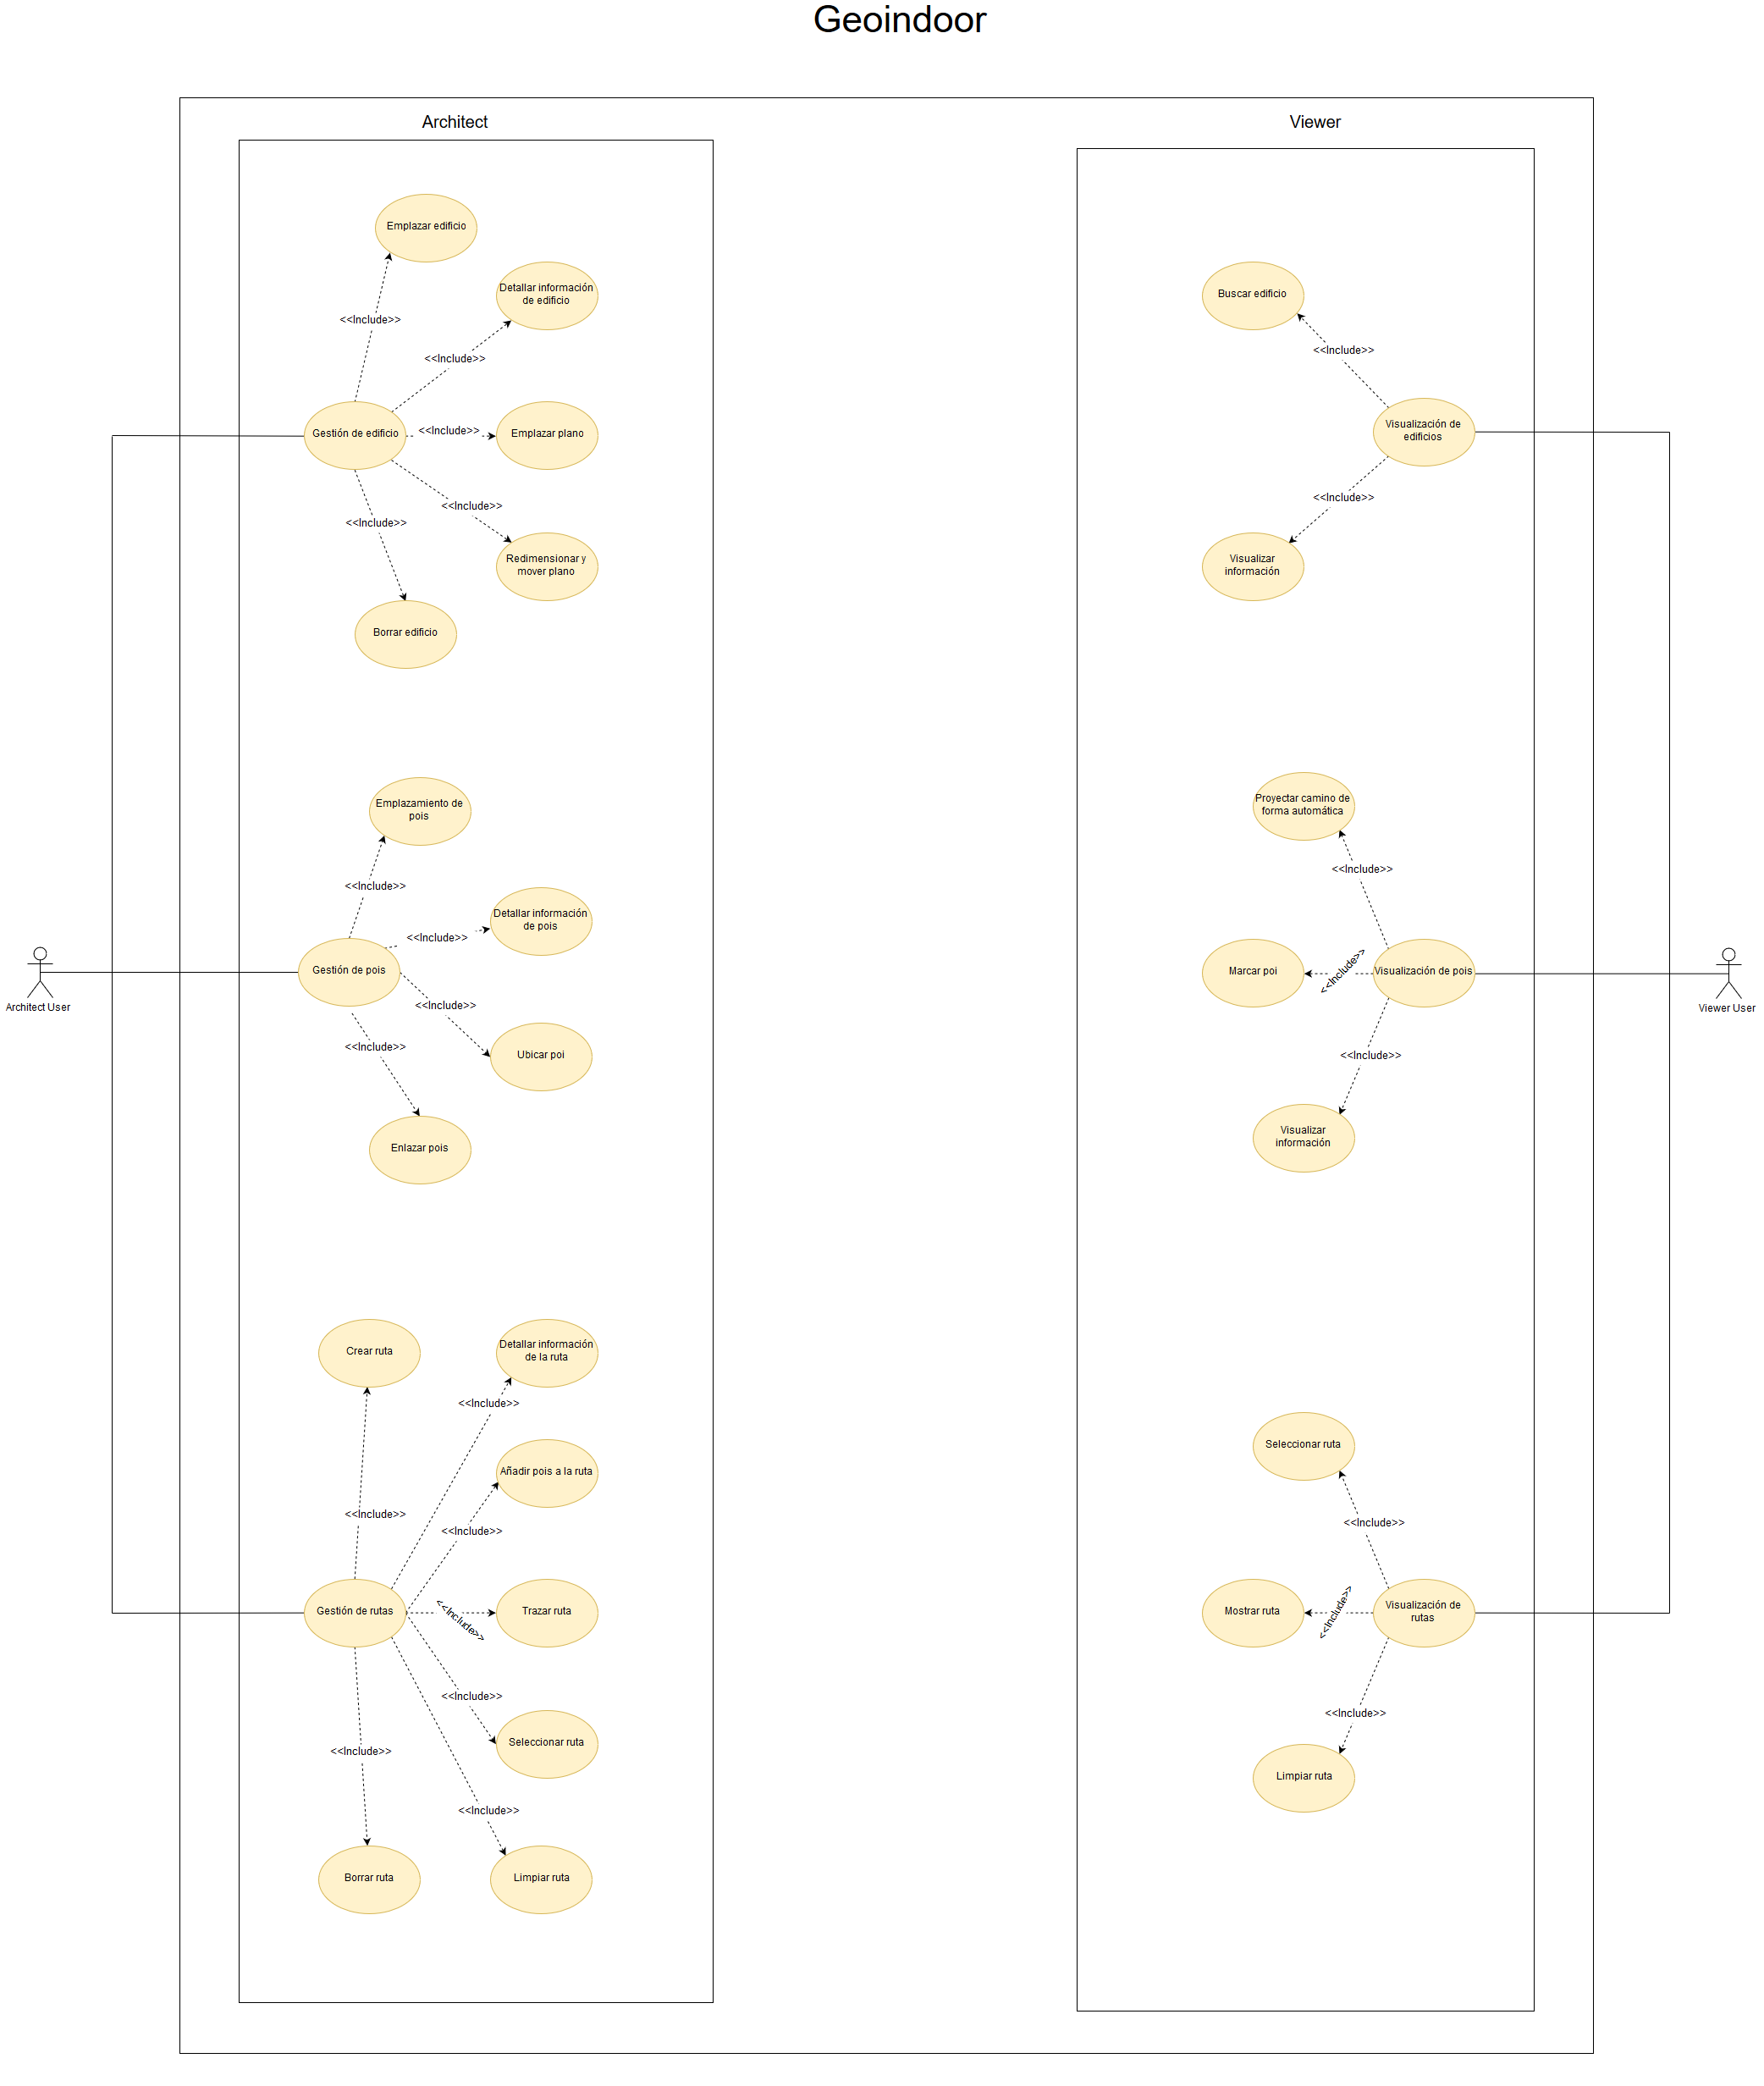 Geoindoor
Architect
Emplazar edificio
Detallar información
de edificio
<<Include>>
<<Include>>
Gestión de edificio
<<Include>>
Emplazar plano
<<Include>>
<<Include>>
Redimensionar y
mover plano
Borrar edificio
Emplazamiento de
pois
<<Include>>
Detallar información
de pois
<<Include>>
Gestión de pois
Architect User
<<Include>>
<<Include>>
Ubicar poi
Enlazar pois
Crear ruta
Detallar información
de la ruta
<<Include>>
Añadir pois a la ruta
<<Include>>
<<Include>>
Gestión de rutas
<<Include>>
Trazar ruta
<<Include>>
Seleccionar ruta
<<Include>>
<<Include>>
Borrar ruta
Limpiar ruta
Viewer
Buscar edificio
<<Include>>
Visualización de
edificios
<<Include>>
Visualizar
información
Proyectar camino de
forma automática
<<Include>>
Marcar poi
<<Include>>
Visualización de pois
Viewer User
<<Include>>
Visualizar
información
Seleccionar ruta
<<Include>>
Mostrar ruta
<<Include>>
Visualización de
rutas
<<Include>>
Limpiar ruta